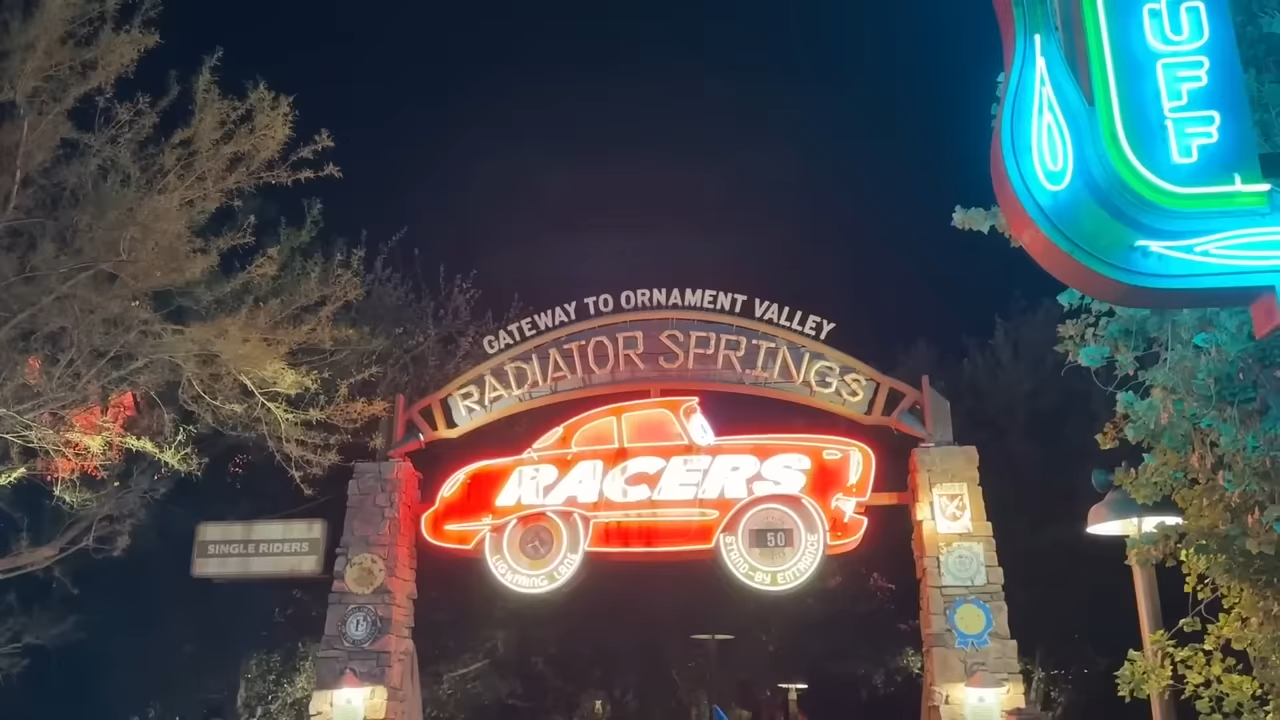 UFF
GATEWAY TO ORNAMENT VALLEY
RADIATOR SPRINGS
RACERS
SINGLE RIDERS
50
LIGHTNING LANE
STAND-BY ENTRANCE